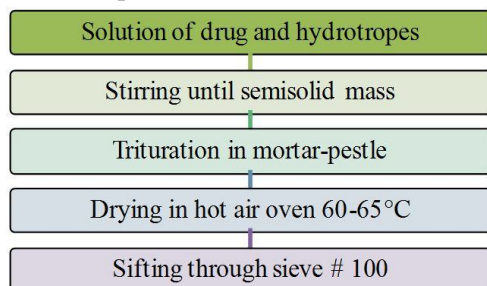 Solution of drug and hydrotropes
Stirring until semisolid mass
Trituration in mortar-pestle
Drying in hot air oven 60-65°C
Sifting through sieve # 100